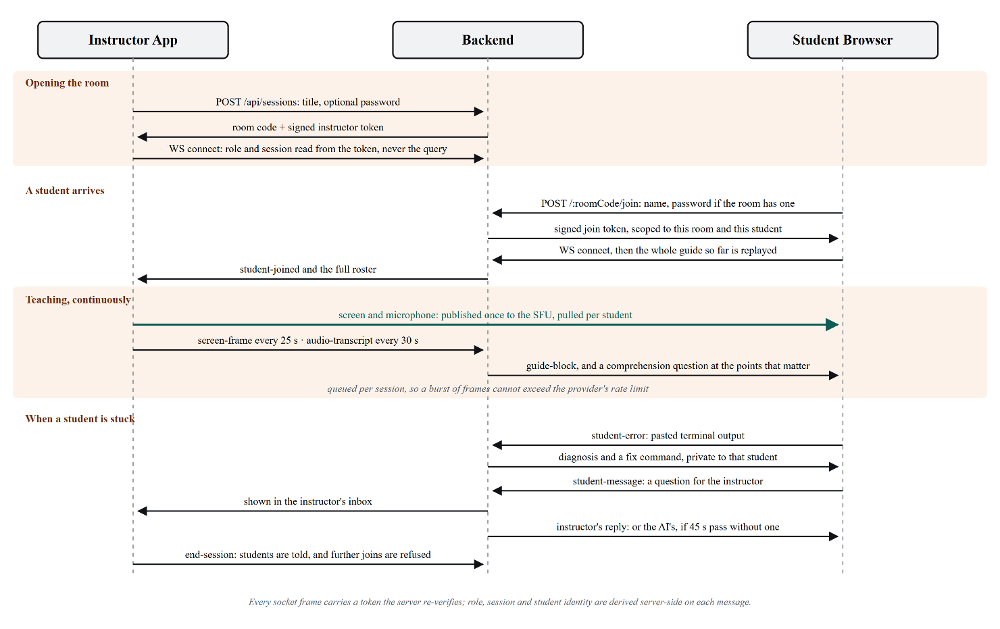 Instructor App
Backend
Student Browser
Opening the room
POST /api/sessions: title, optional password
room code + signed instructor token
WS connect: role and session read from the token, never the query
A student arrives
POST /:roomCode/join: name, password if the room has one
signed join token, scoped to this room and this student
WS connect, then the whole guide so far is replayed
student-joined and the full roster
Teaching, continuously
screen and microphone: published once to the SFU, pulled per student
screen-frame every 25 s · audio-transcript every 30 s
guide-block, and a comprehension question at the points that matter
queued per session, so a burst of frames cannot exceed the provider's rate limit
When a student is stuck
student-error: pasted terminal output
diagnosis and a fix command, private to that student
student-message: a question for the instructor
shown in the instructor's inbox
instructor's reply: or the AI's, if 45 s pass without one
end-session: students are told, and further joins are refused
Every socket frame carries a token the server re-verifies; role, session and student identity are derived server-side on each message.